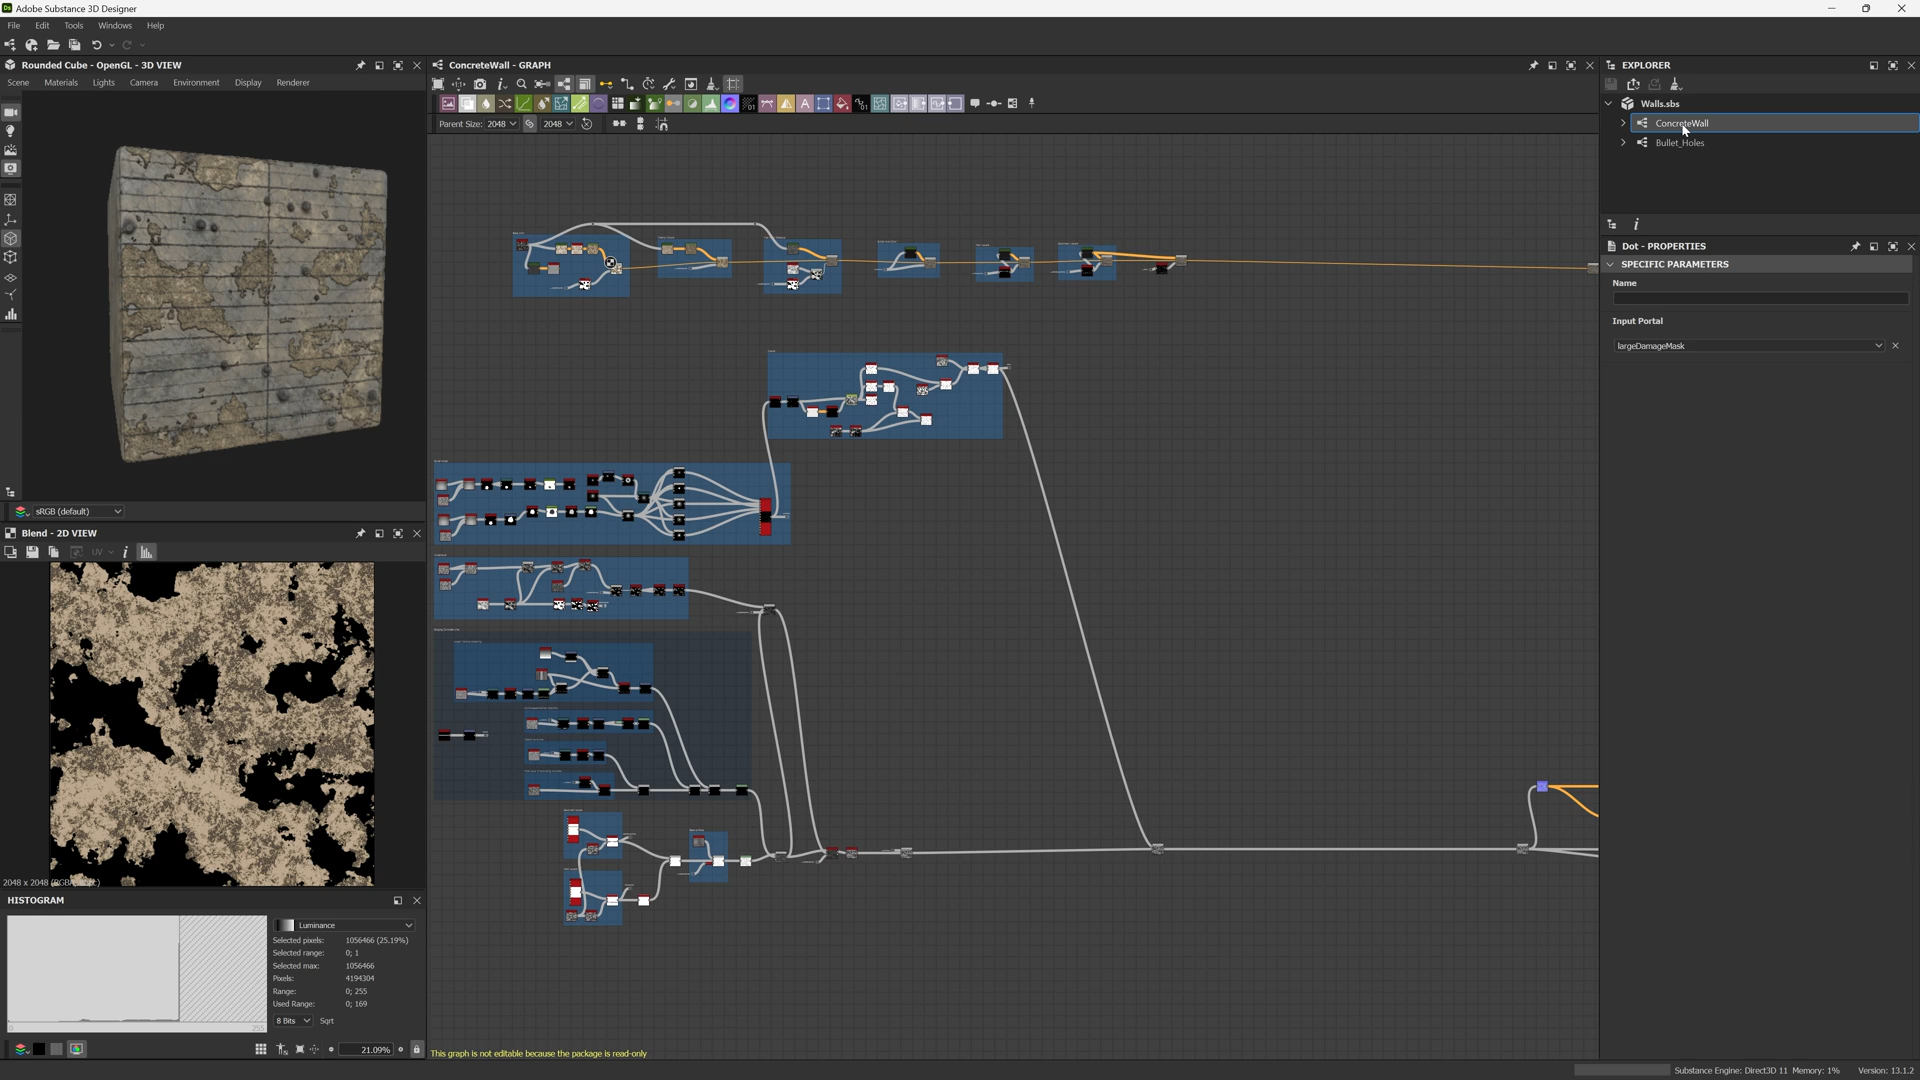 Adobe Substance 3D Designer
File Edit Tools Windows Help
Rounded Cube - OpenGL - 3D VIEW
Scene Materials Lights Camera Environment Display Renderer
sRGB (default)
Blend - 2D VIEW
UV
2048 x 2048
HISTOGRAM
Luminance
Selected pixels: 1056466 (25.19%)
Selected range: 0; 1
Selected max: 1056466
Pixels: 4194304
Range: 0; 255
Used Range: 0; 169
8 Bits Sqrt
0 255
21.09%
ConcreteWall - GRAPH
Parent Size: 2048 2048
This graph is not editable because the package is read-only
EXPLORER
Walls.sbs
ConcreteWall
Bullet_Holes
Dot - PROPERTIES
SPECIFIC PARAMETERS
Name
Input Portal
largeDamageMask
Substance Engine: Direct3D 11 Memory: 1% Version: 13.1.2